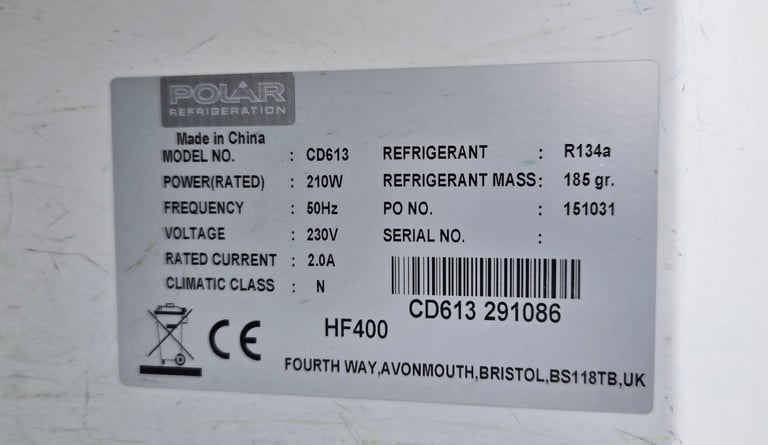 POLAR
REFRIGERATION
Made in China
MODEL NO. : CD613
POWER(RATED) : 210W
FREQUENCY : 50Hz
VOLTAGE : 230V
RATED CURRENT : 2.0A
CLIMATIC CLASS : N
REFRIGERANT : R134a
REFRIGERANT MASS: 185 gr.
PO NO. : 151031
SERIAL NO. :
CD613 291086
CE
HF400
FOURTH WAY,AVONMOUTH,BRISTOL,BS118TB,UK